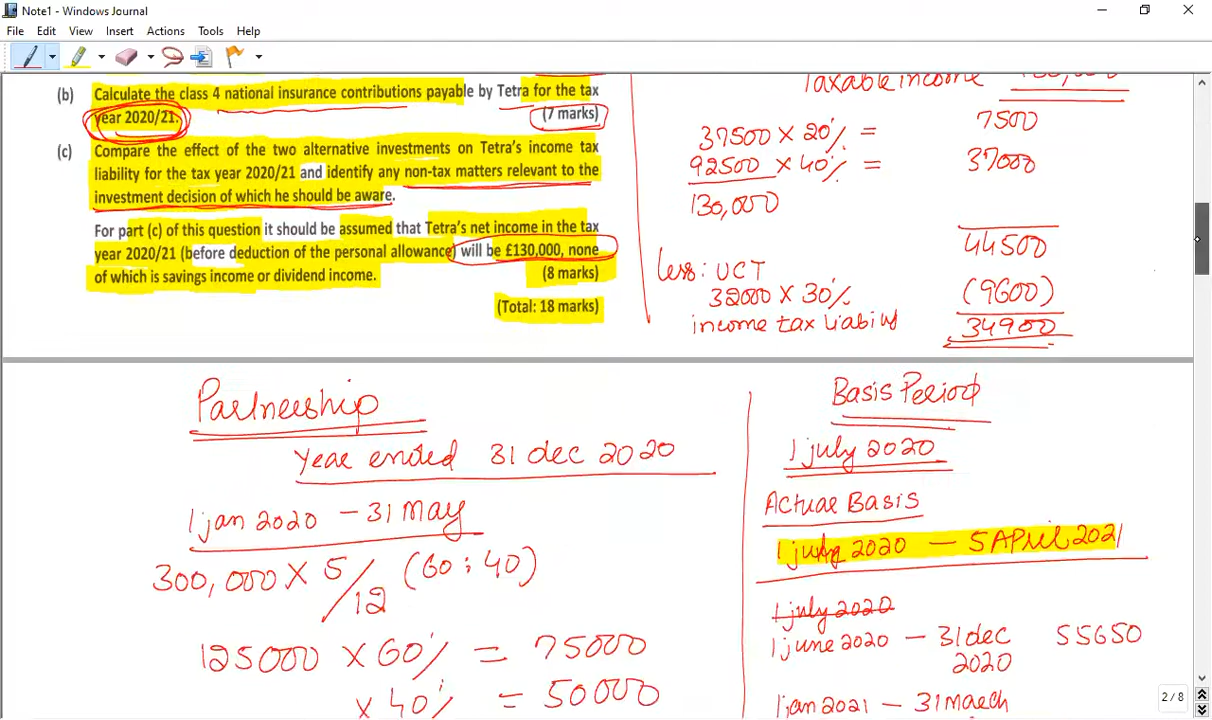 Note1 - Windows Journal
File Edit View Insert Actions Tools Help
(b) Calculate the class 4 national insurance contributions payable by Tetra for the tax
year 2020/21. (7 marks)
(c) Compare the effect of the two alternative investments on Tetra's income tax
liability for the tax year 2020/21 and identify any non-tax matters relevant to the
investment decision of which he should be aware.
For part (c) of this question it should be assumed that Tetra's net income in the tax
year 2020/21 (before deduction of the personal allowance) will be £130,000, none
of which is savings income or dividend income. (8 marks)
(Total: 18 marks)
Taxable income
37500 X 20% = 7500
92500 X 40% = 37000
130,000
44500
less: UCT
32000 X 30% (9600)
income tax liability 34900
Partnership
Year ended 31 dec 2020
1 jan 2020 - 31 May
300,000 X 5/12 (60:40)
125000 X 60% = 75000
X 40% = 50000
Basis Period
1 july 2020
Actual Basis
1 july 2020 - 5 April 2021
1 july 2020
1 june 2020 - 31 dec 55650
2020
1 jan 2021 - 31 march
2 / 8